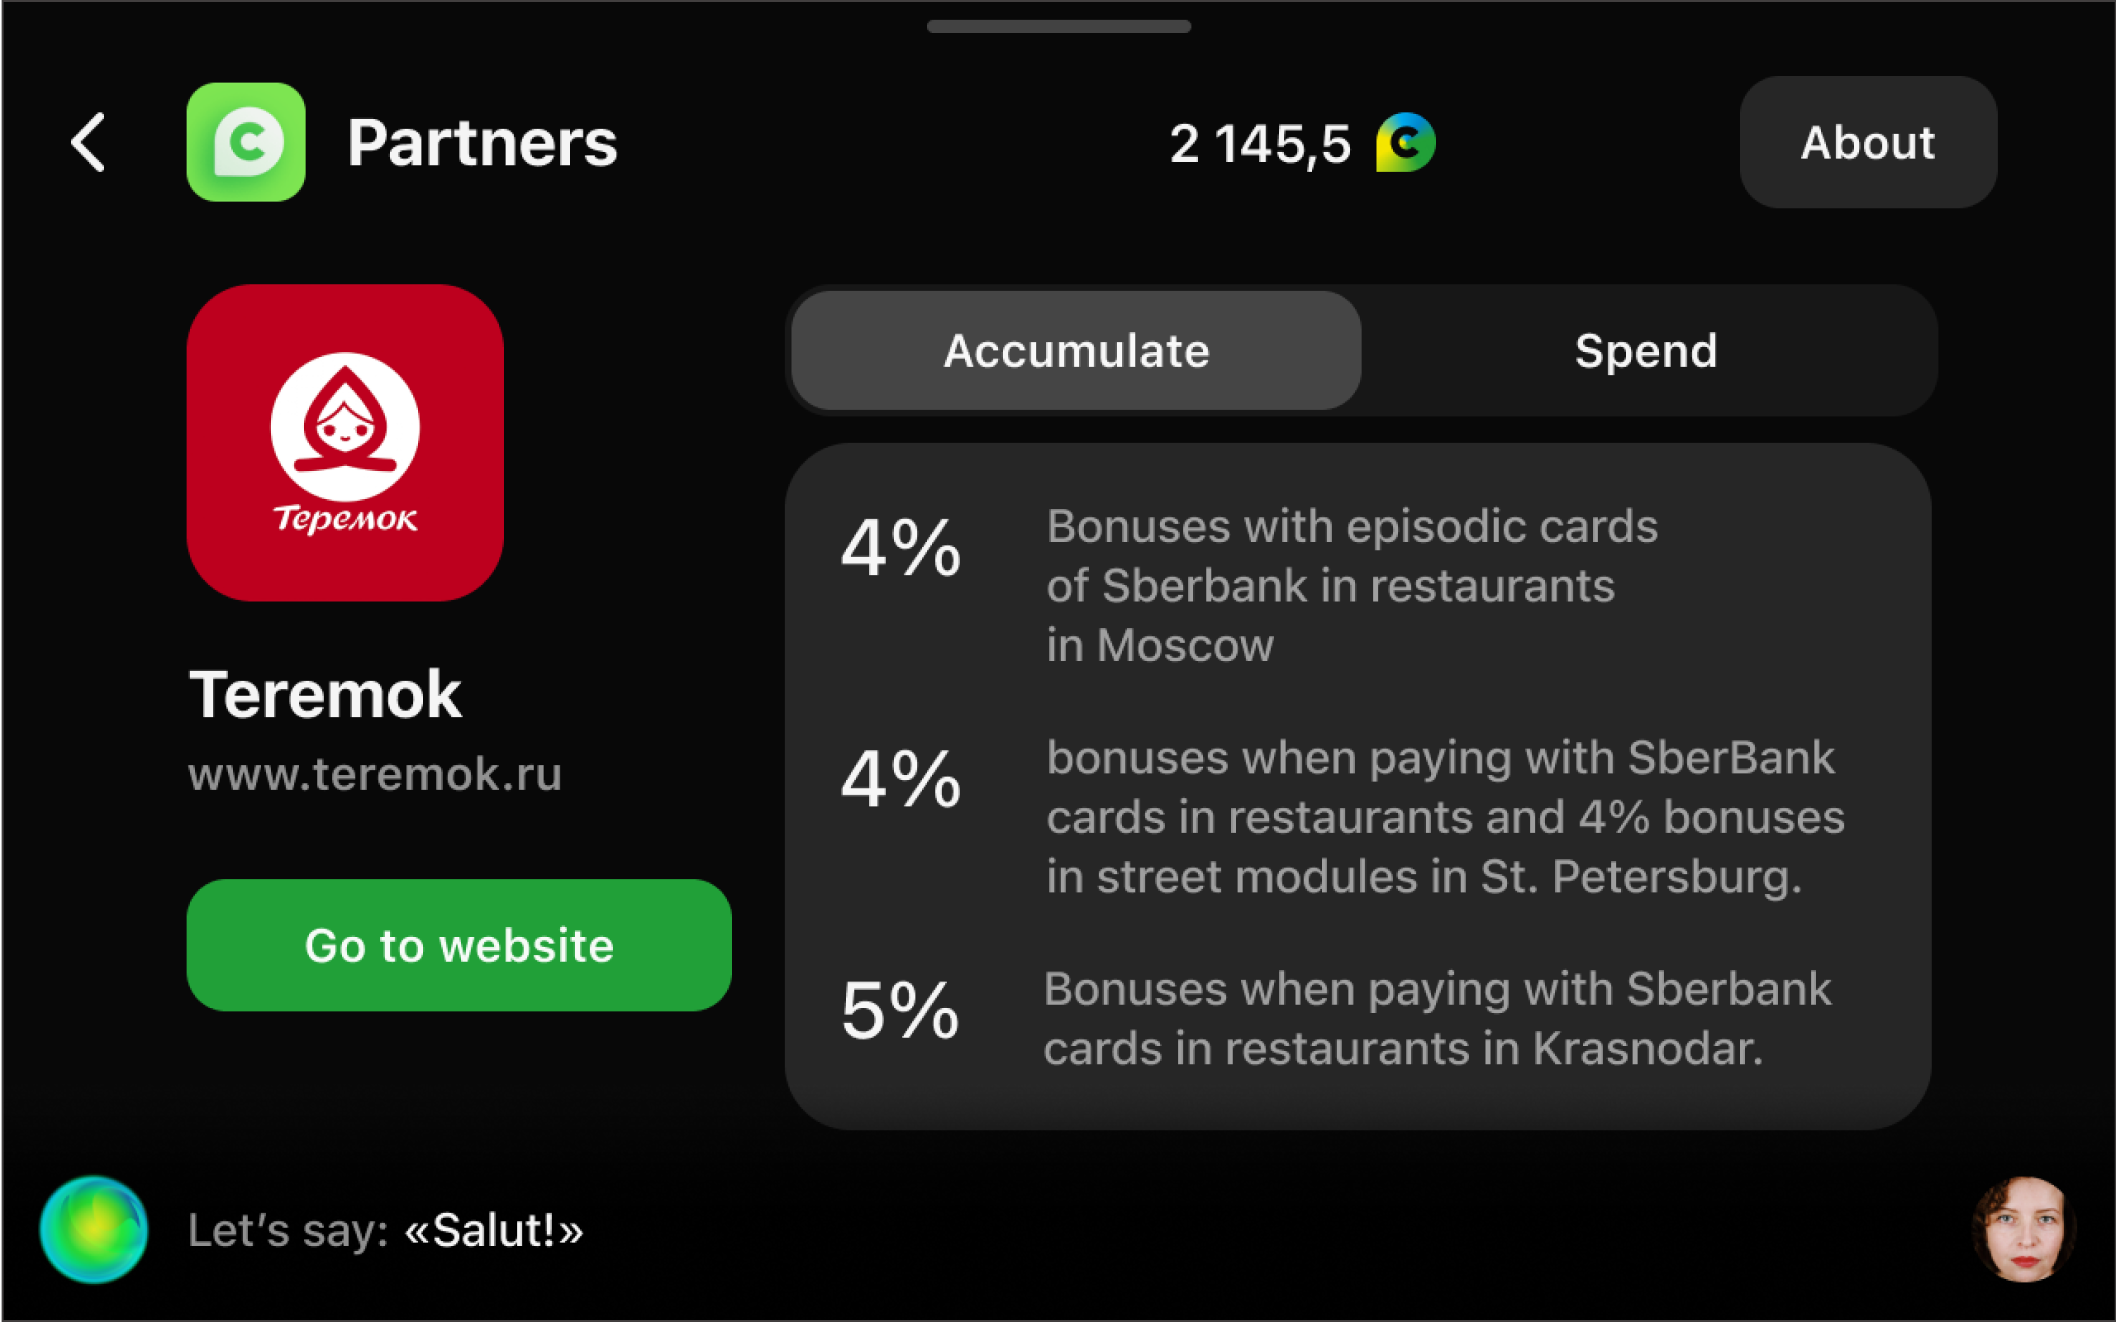 Partners
2 145,5
About
Теремок
Teremok
www.teremok.ru
Go to website
Accumulate
Spend
4%
Bonuses with episodic cards
of Sberbank in restaurants
in Moscow
4%
bonuses when paying with SberBank
cards in restaurants and 4% bonuses
in street modules in St. Petersburg.
5%
Bonuses when paying with Sberbank
cards in restaurants in Krasnodar.
Let’s say: «Salut!»